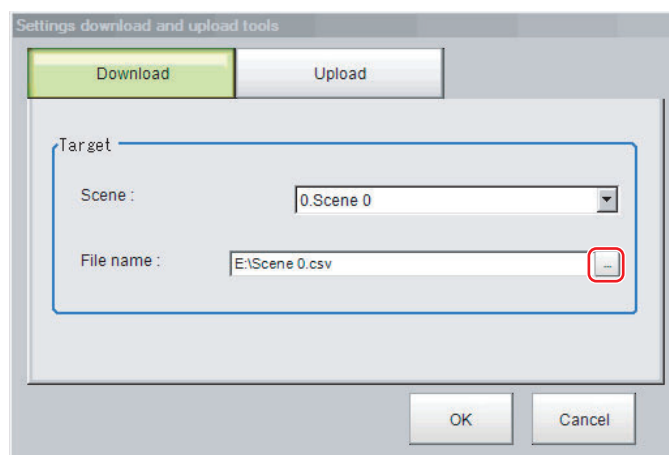 Settings download and upload tools
Download Upload
Target
Scene : 0.Scene 0
File name : E:\Scene 0.csv ...
OK Cancel